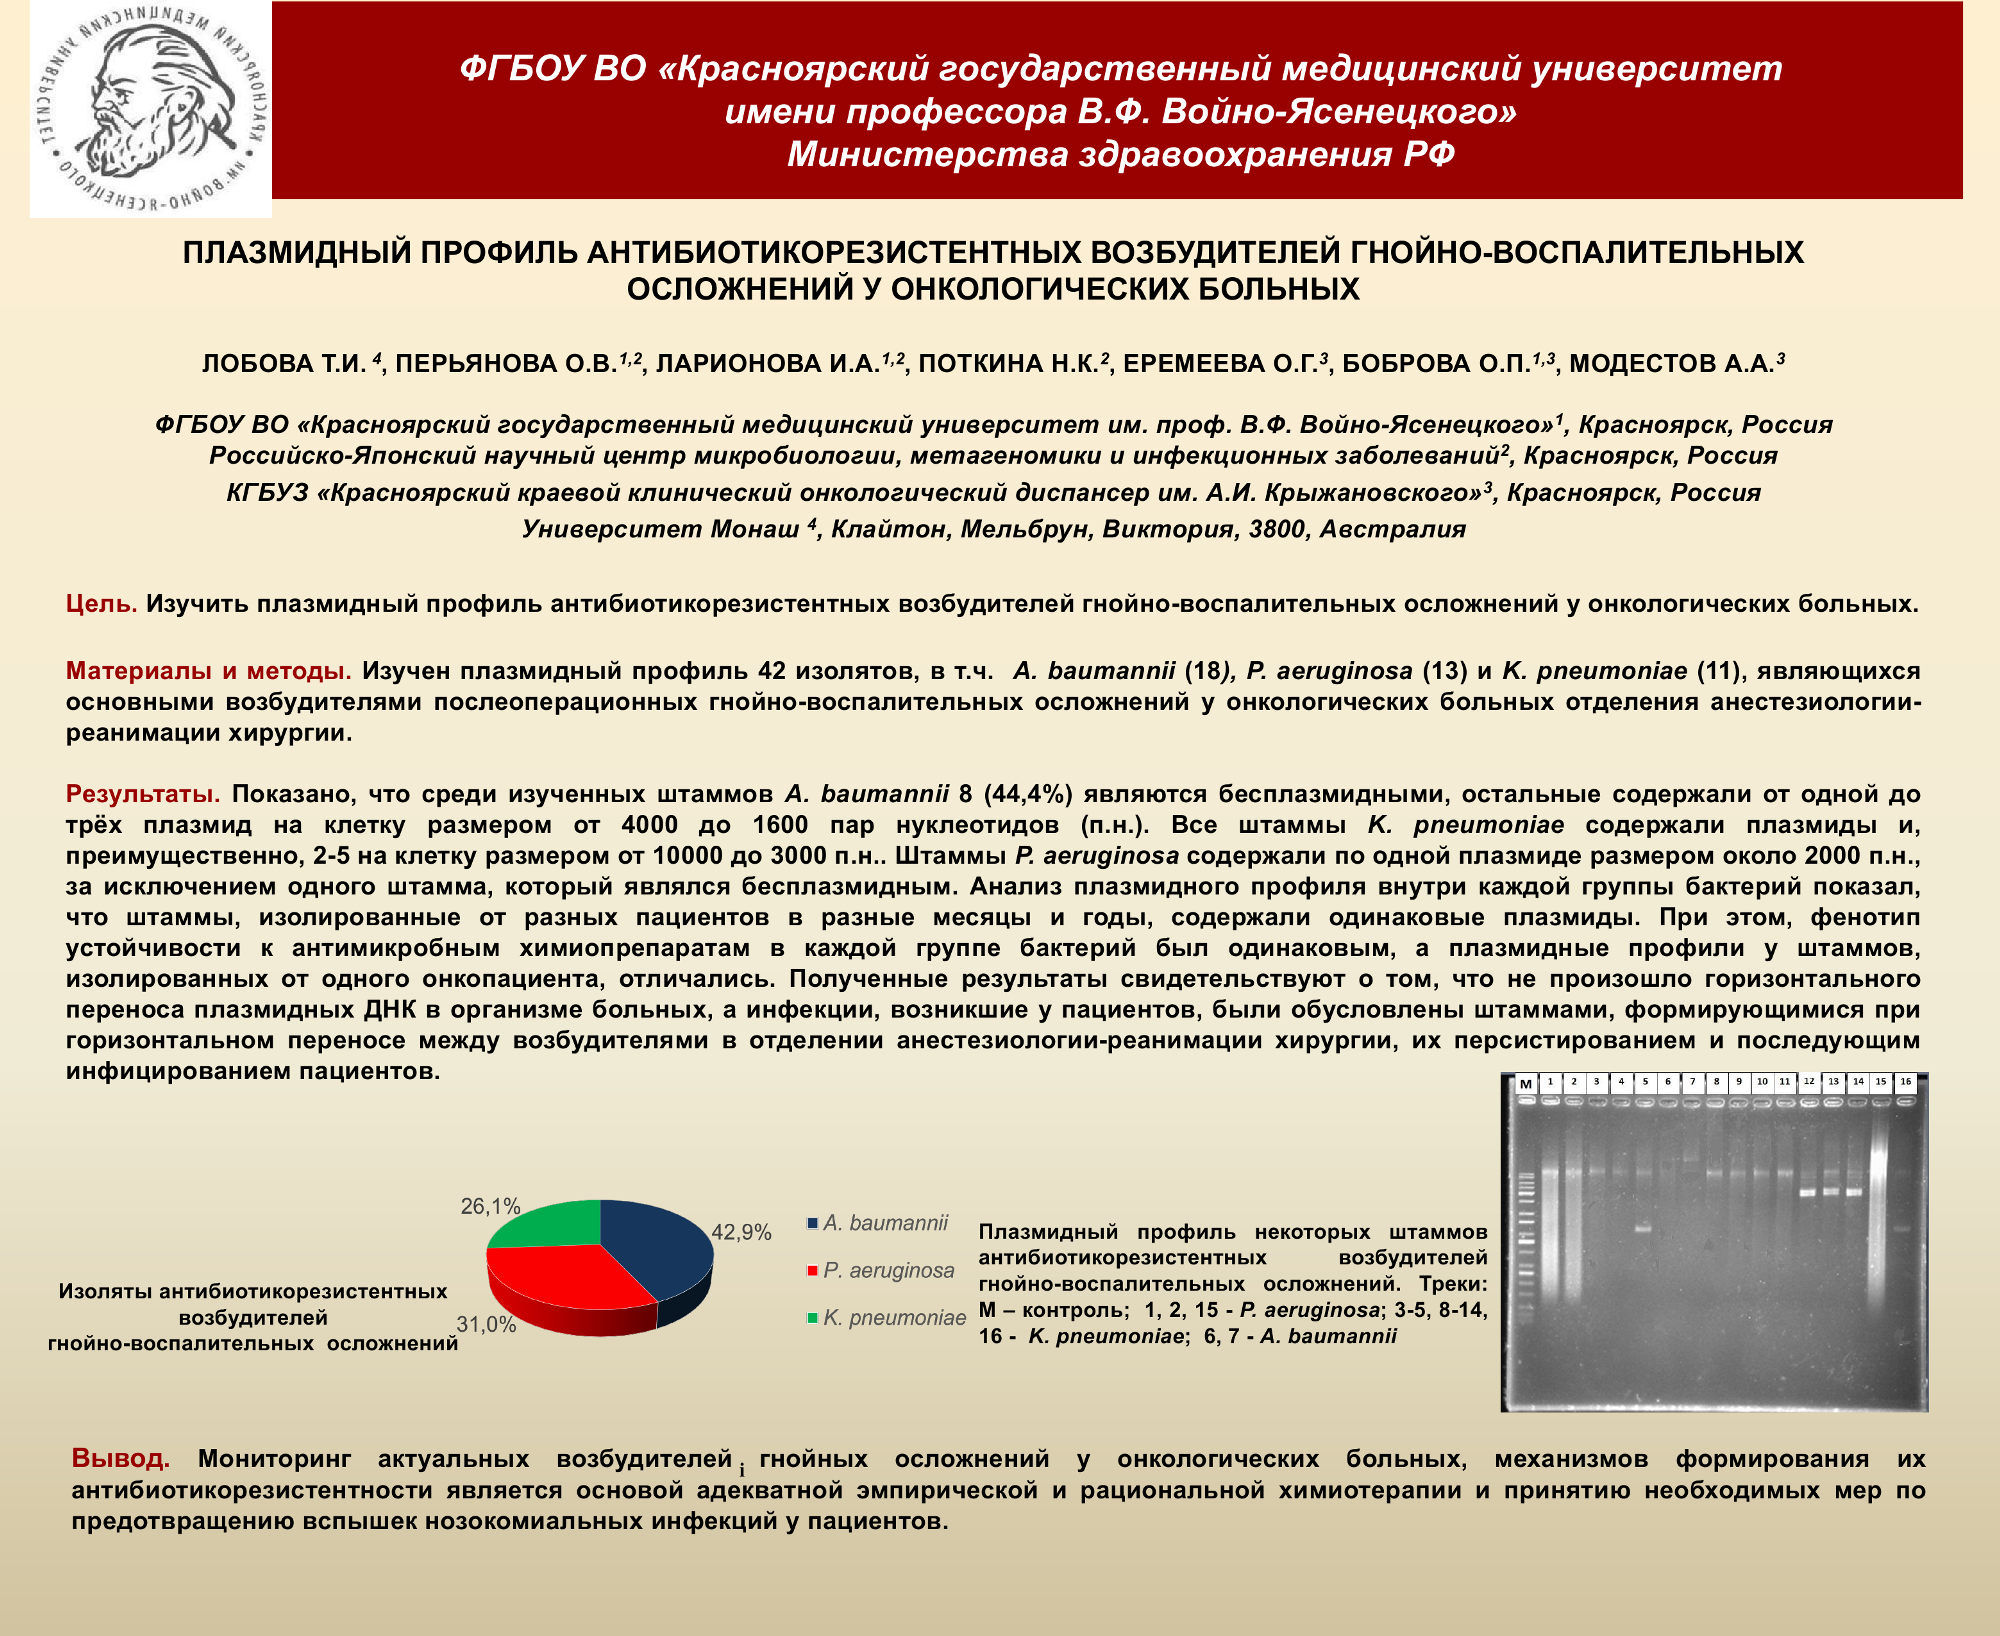 КРАСНОЯРСКИЙ МЕДИЦИНСКИЙ УНИВЕРСИТЕТ • ИМ. ВОЙНО-ЯСЕНЕЦКОГО •
ФГБОУ ВО «Красноярский государственный медицинский университет
имени профессора В.Ф. Войно-Ясенецкого»
Министерства здравоохранения РФ
ПЛАЗМИДНЫЙ ПРОФИЛЬ АНТИБИОТИКОРЕЗИСТЕНТНЫХ ВОЗБУДИТЕЛЕЙ ГНОЙНО-ВОСПАЛИТЕЛЬНЫХ
ОСЛОЖНЕНИЙ У ОНКОЛОГИЧЕСКИХ БОЛЬНЫХ
ЛОБОВА Т.И. 4, ПЕРЬЯНОВА О.В.1,2, ЛАРИОНОВА И.А.1,2, ПОТКИНА Н.К.2, ЕРЕМЕЕВА О.Г.3, БОБРОВА О.П.1,3, МОДЕСТОВ А.А.3
ФГБОУ ВО «Красноярский государственный медицинский университет им. проф. В.Ф. Войно-Ясенецкого»1, Красноярск, Россия
Российско-Японский научный центр микробиологии, метагеномики и инфекционных заболеваний2, Красноярск, Россия
КГБУЗ «Красноярский краевой клинический онкологический диспансер им. А.И. Крыжановского»3, Красноярск, Россия
Университет Монаш 4, Клайтон, Мельбрун, Виктория, 3800, Австралия
Цель. Изучить плазмидный профиль антибиотикорезистентных возбудителей гнойно-воспалительных осложнений у онкологических больных.
Материалы и методы. Изучен плазмидный профиль 42 изолятов, в т.ч. A. baumannii (18), P. aeruginosa (13) и K. pneumoniae (11), являющихся
основными возбудителями послеоперационных гнойно-воспалительных осложнений у онкологических больных отделения анестезиологии-
реанимации хирургии.
Результаты. Показано, что среди изученных штаммов A. baumannii 8 (44,4%) являются бесплазмидными, остальные содержали от одной до
трёх плазмид на клетку размером от 4000 до 1600 пар нуклеотидов (п.н.). Все штаммы K. pneumoniae содержали плазмиды и,
преимущественно, 2-5 на клетку размером от 10000 до 3000 п.н.. Штаммы P. aeruginosa содержали по одной плазмиде размером около 2000 п.н.,
за исключением одного штамма, который являлся бесплазмидным. Анализ плазмидного профиля внутри каждой группы бактерий показал,
что штаммы, изолированные от разных пациентов в разные месяцы и годы, содержали одинаковые плазмиды. При этом, фенотип
устойчивости к антимикробным химиопрепаратам в каждой группе бактерий был одинаковым, а плазмидные профили у штаммов,
изолированных от одного онкопациента, отличались. Полученные результаты свидетельствуют о том, что не произошло горизонтального
переноса плазмидных ДНК в организме больных, а инфекции, возникшие у пациентов, были обусловлены штаммами, формирующимися при
горизонтальном переносе между возбудителями в отделении анестезиологии-реанимации хирургии, их персистированием и последующим
инфицированием пациентов.
M 1 2 3 4 5 6 7 8 9 10 11 12 13 14 15 16
26,1%
42,9%
31,0%
A. baumannii
P. aeruginosa
K. pneumoniae
Изоляты антибиотикорезистентных
возбудителей
гнойно-воспалительных осложнений
Плазмидный профиль некоторых штаммов
антибиотикорезистентных возбудителей
гнойно-воспалительных осложнений. Треки:
М – контроль; 1, 2, 15 - P. aeruginosa; 3-5, 8-14,
16 - K. pneumoniae; 6, 7 - A. baumannii
Вывод. Мониторинг актуальных возбудителей i гнойных осложнений у онкологических больных, механизмов формирования их
антибиотикорезистентности является основой адекватной эмпирической и рациональной химиотерапии и принятию необходимых мер по
предотвращению вспышек нозокомиальных инфекций у пациентов.